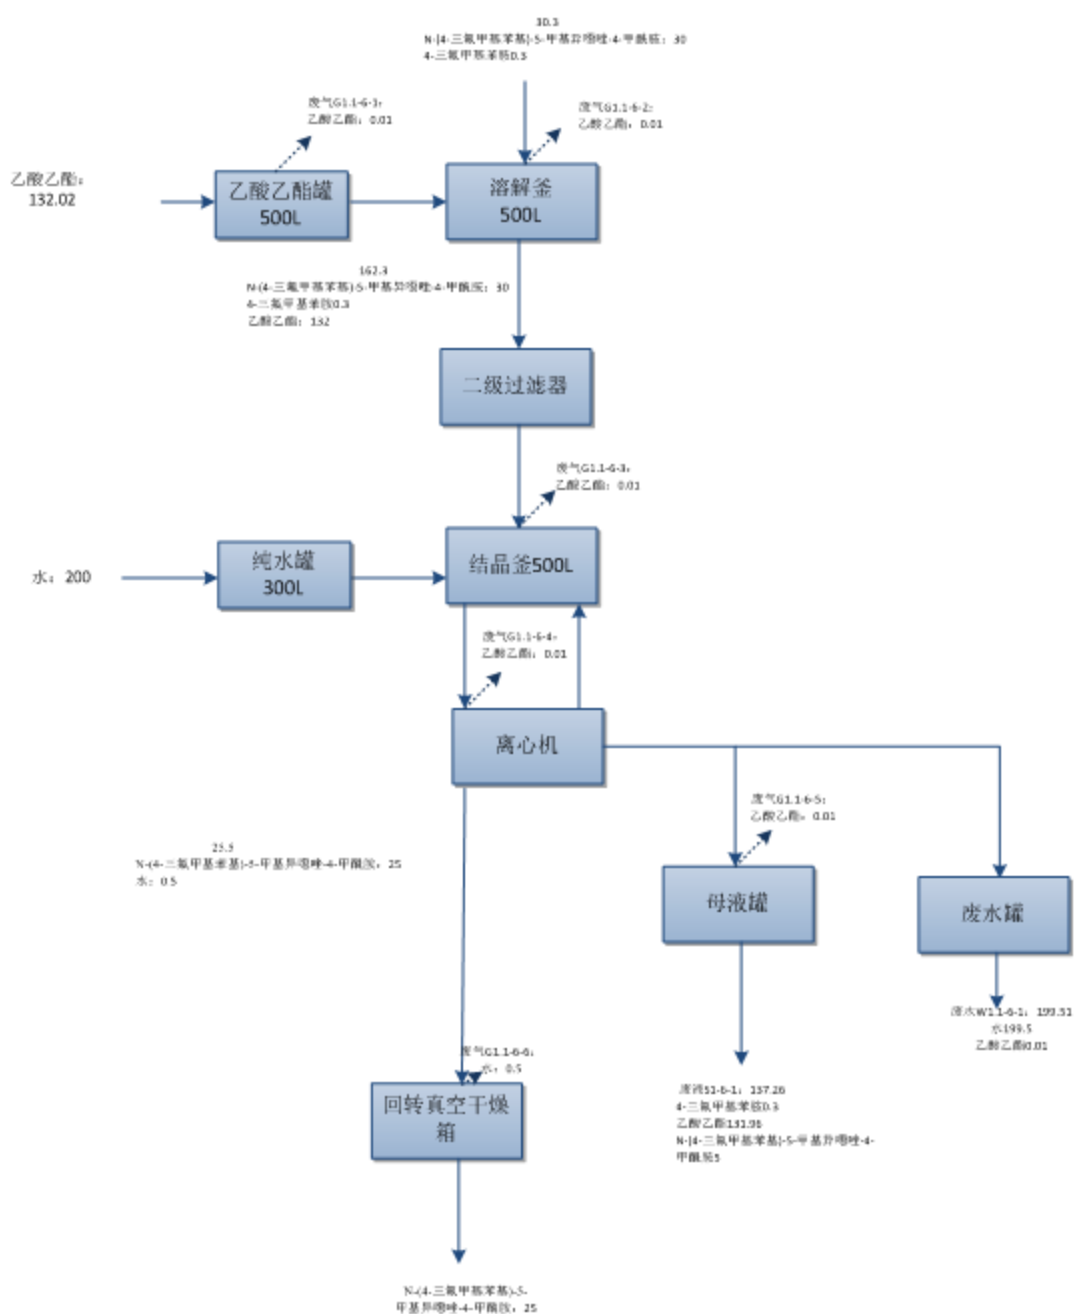 30.3
N-(4-三氟甲基苯基)-5-甲基异噁唑-4-甲酰胺：30
4-三氟甲基苯胺0.3
废气G1.1-6-1：
乙酸乙酯：0.01
废气G1.1-6-2：
乙酸乙酯：0.01
乙酸乙酯：
132.02
乙酸乙酯罐
500L
溶解釜
500L
162.3
N-(4-三氟甲基苯基)-5-甲基异噁唑-4-甲酰胺：30
4-三氟甲基苯胺0.3
乙酸乙酯：132
二级过滤器
废气G1.1-6-3：
乙酸乙酯：0.01
水：200
纯水罐
300L
结晶釜500L
废气G1.1-6-4：
乙酸乙酯：0.01
离心机
废气G1.1-6-5：
乙酸乙酯：0.01
25.5
N-(4-三氟甲基苯基)-5-甲基异噁唑-4-甲酰胺：25
水：0.5
母液罐
废水罐
废水W1.1-6-1：199.51
水199.5
乙酸乙酯0.01
废气G1.1-6-6：
水：0.5
回转真空干燥
箱
废液S1-6-1：137.26
4-三氟甲基苯胺0.3
乙酸乙酯131.96
N-(4-三氟甲基苯基)-5-甲基异噁唑-4-
甲酰胺5
N-(4-三氟甲基苯基)-5-
甲基异噁唑-4-甲酰胺：25